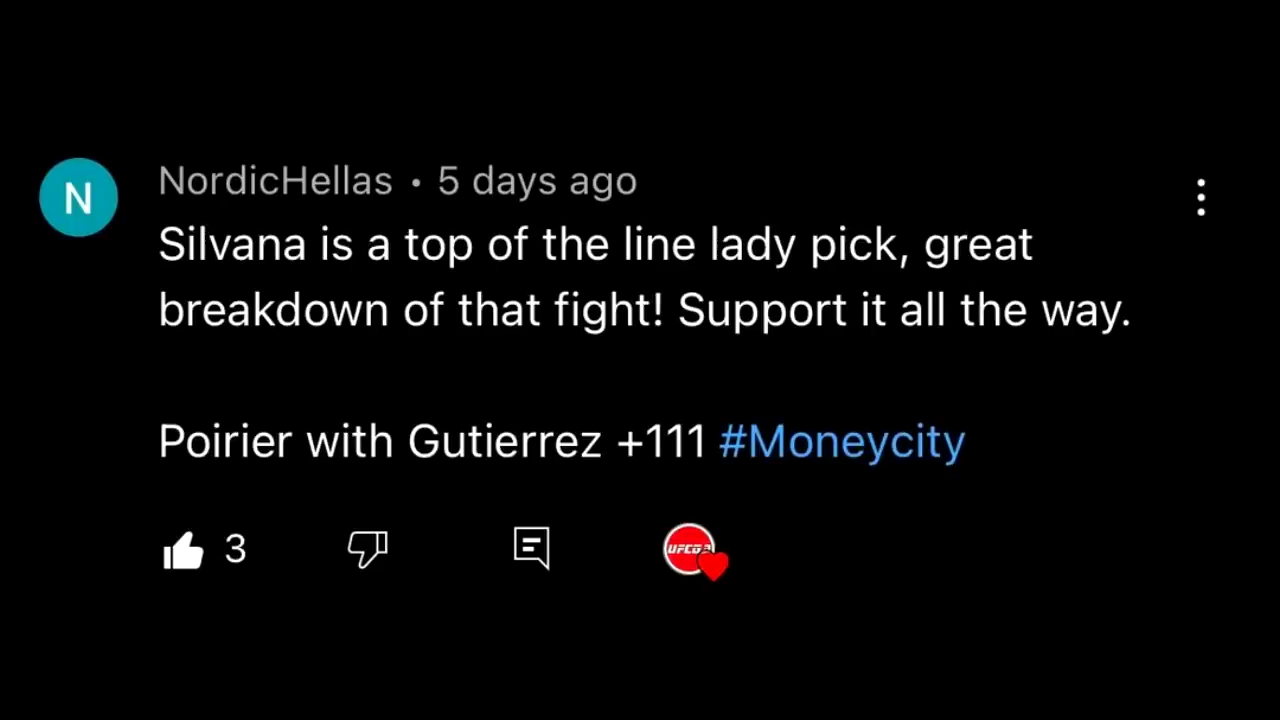 N
NordicHellas • 5 days ago
Silvana is a top of the line lady pick, great
breakdown of that fight! Support it all the way.
Poirier with Gutierrez +111 #Moneycity
3